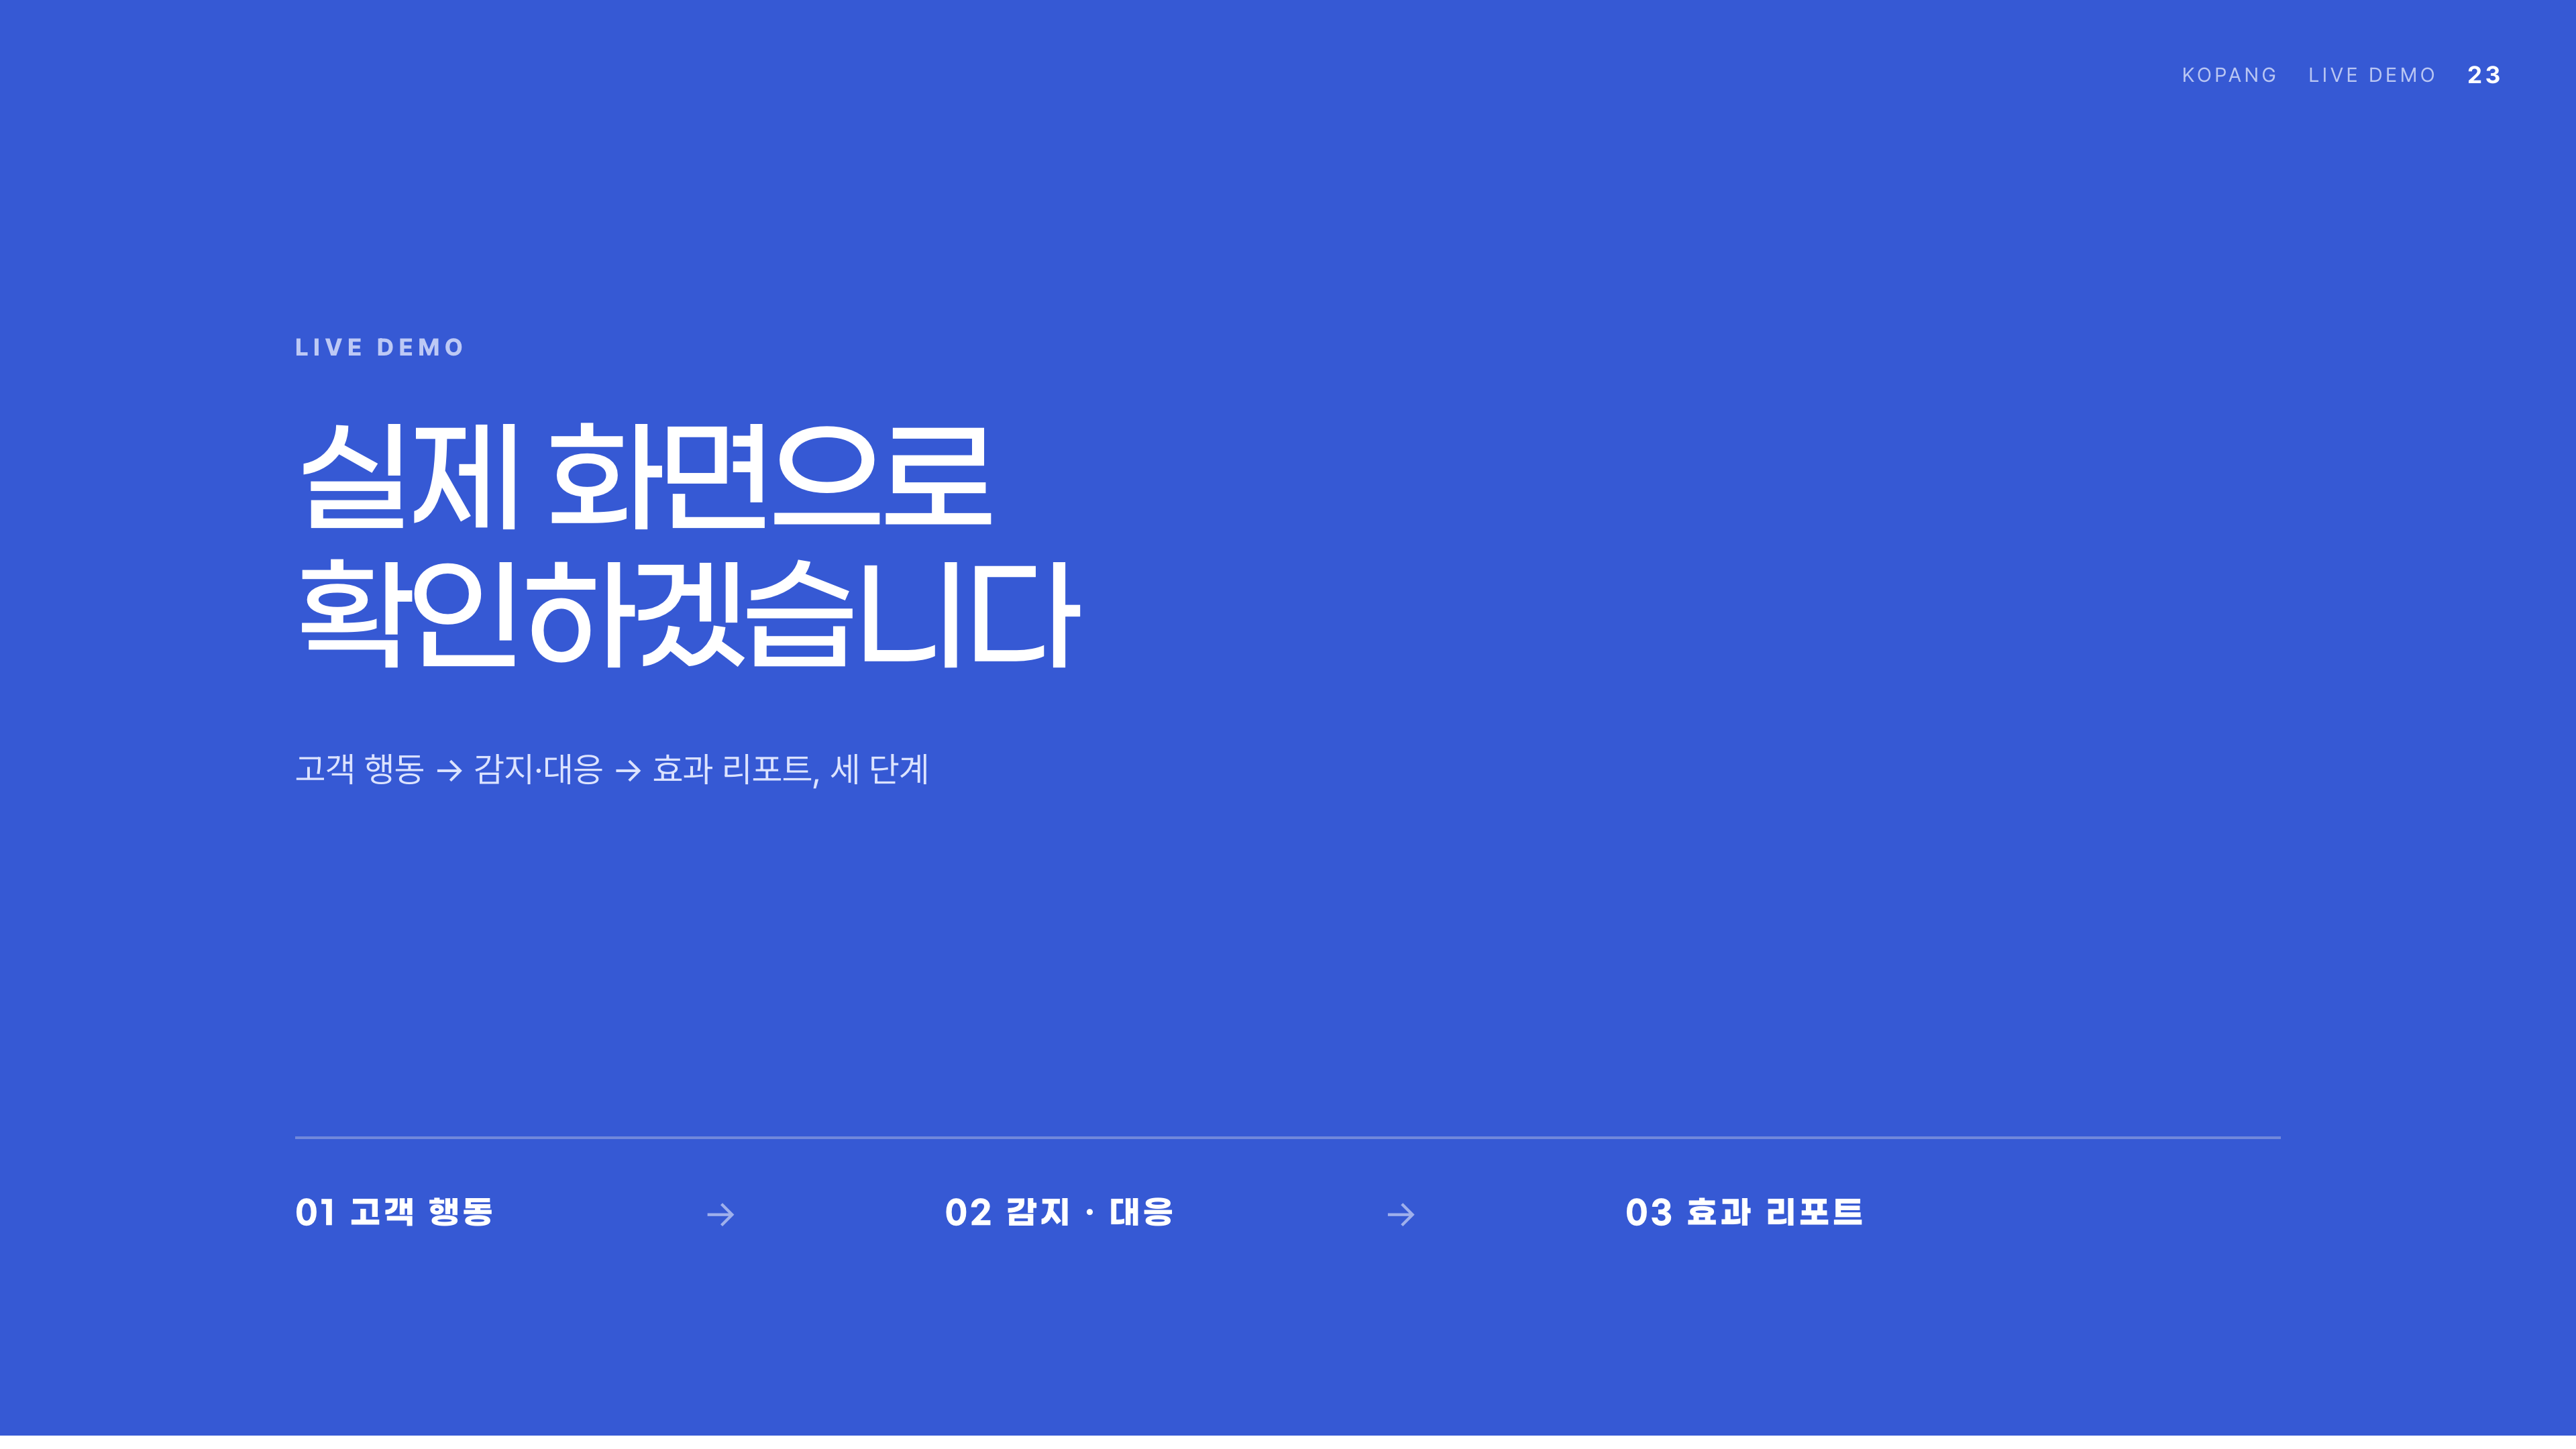 KOPANG LIVE DEMO 23
LIVE DEMO
실제 화면으로
확인하겠습니다
고객 행동 → 감지·대응 → 효과 리포트, 세 단계
01 고객 행동 → 02 감지 · 대응 → 03 효과 리포트